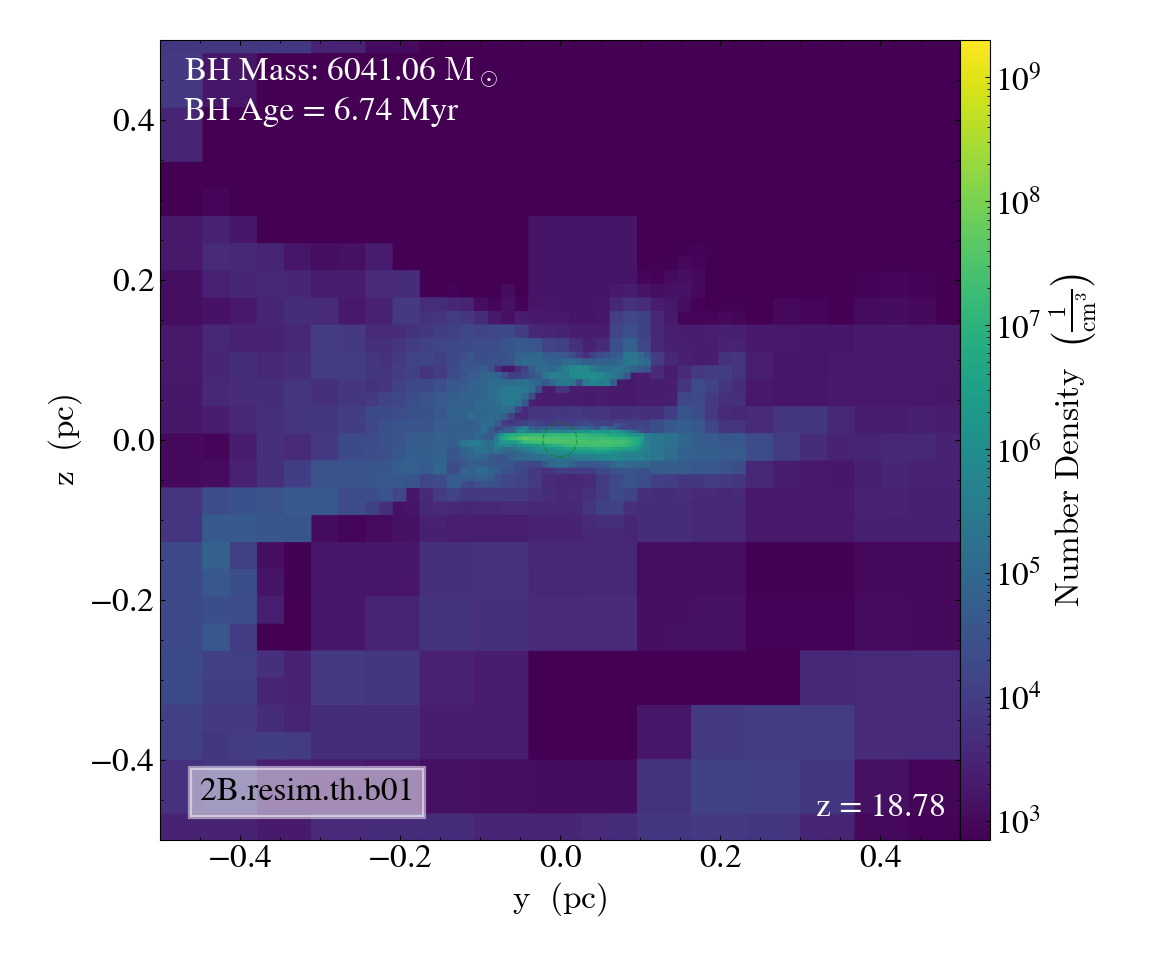 BH Mass: 6041.06 M⊙
BH Age = 6.74 Myr
2B.resim.th.b01
z = 18.78
0.4
0.2
0.0
−0.2
−0.4
z (pc)
−0.4 −0.2 0.0 0.2 0.4
y (pc)
10⁹
10⁸
10⁷
10⁶
10⁵
10⁴
10³
Number Density (1/cm³)